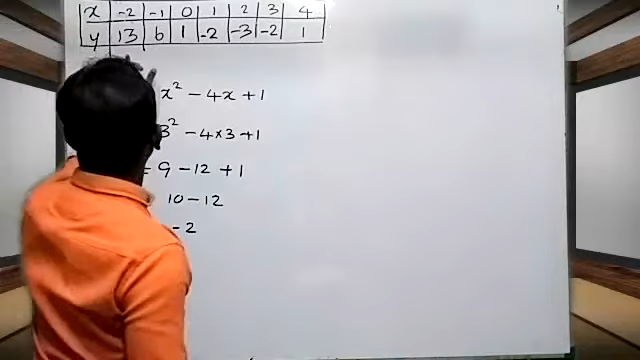 x -2 -1 0 1 2 3 4
y 13 6 1 -2 -3 -2 1
x² - 4x + 1
3² - 4×3 + 1
= 9 - 12 + 1
10 - 12
- 2